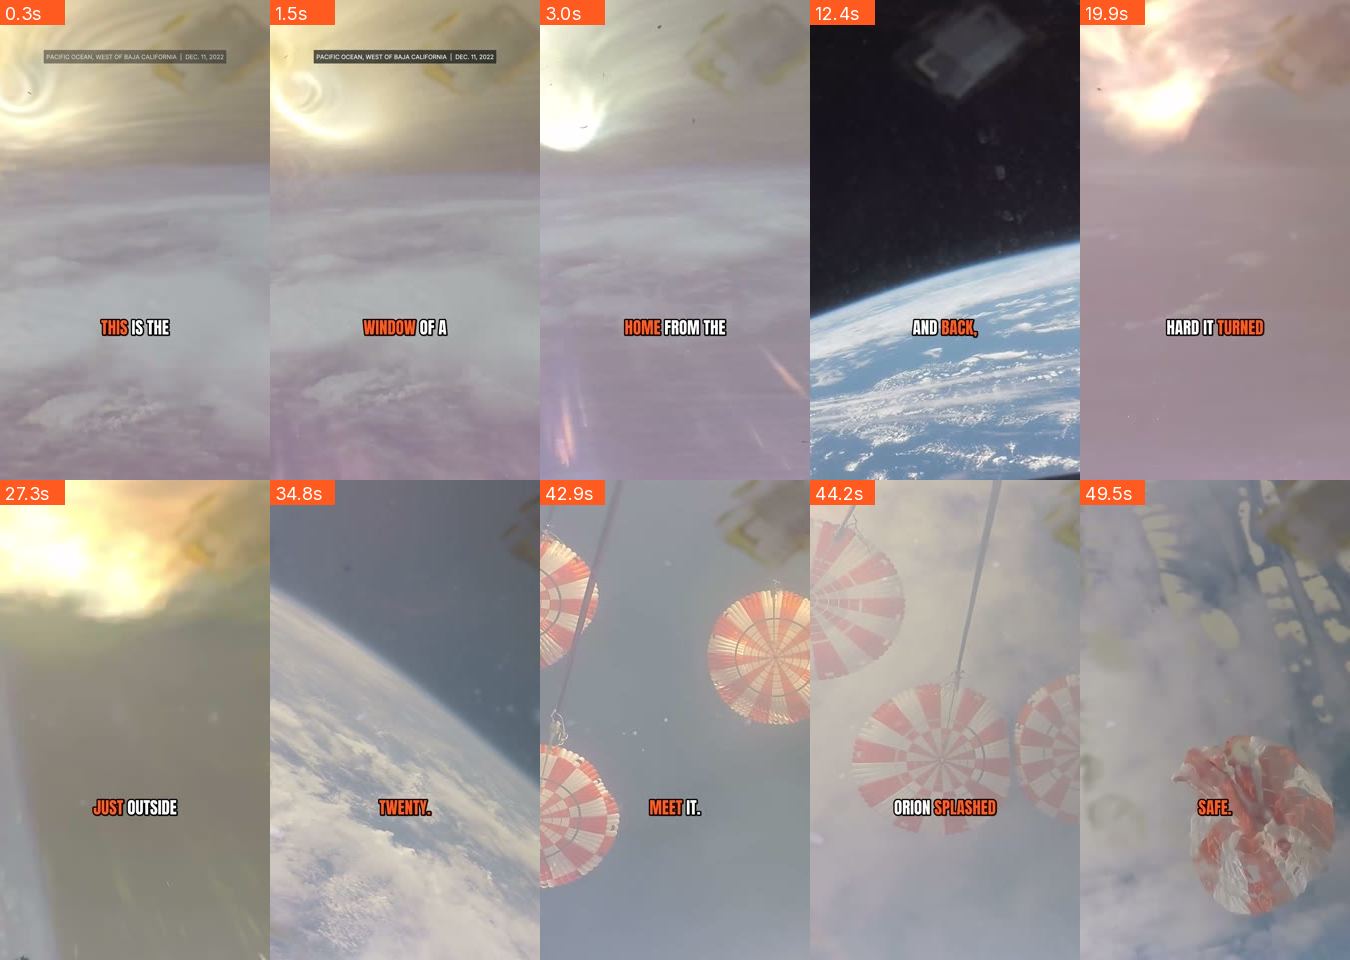 0.3s
PACIFIC OCEAN, WEST OF BAJA CALIFORNIA | DEC. 11, 2022
THIS IS THE
1.5s
PACIFIC OCEAN, WEST OF BAJA CALIFORNIA | DEC. 11, 2022
WINDOW OF A
3.0s
HOME FROM THE
12.4s
AND BACK,
19.9s
HARD IT TURNED
27.3s
JUST OUTSIDE
34.8s
TWENTY.
42.9s
MEET IT.
44.2s
ORION SPLASHED
49.5s
SAFE.